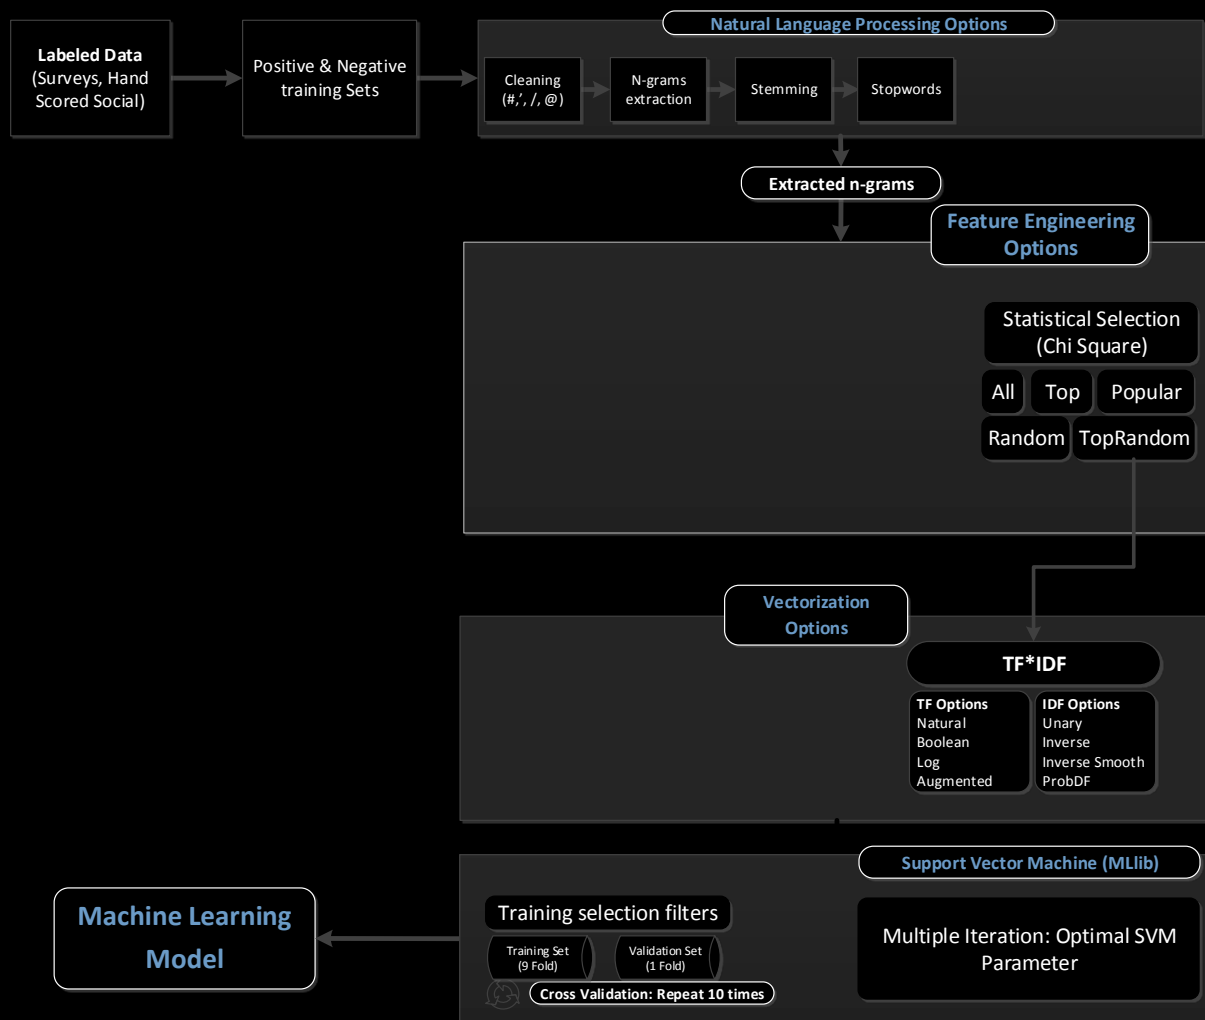 Natural Language Processing Options
Labeled Data
(Surveys, Hand
Scored Social)
Positive & Negative
training Sets
Cleaning
(#,', /, @)
N-grams
extraction
Stemming
Stopwords
Extracted n-grams
Feature Engineering
Options
Statistical Selection
(Chi Square)
All
Top
Popular
Random
TopRandom
Vectorization
Options
TF*IDF
TF Options
Natural
Boolean
Log
Augmented
IDF Options
Unary
Inverse
Inverse Smooth
ProbDF
Support Vector Machine (MLlib)
Machine Learning
Model
Training selection filters
Training Set
(9 Fold)
Validation Set
(1 Fold)
Cross Validation: Repeat 10 times
Multiple Iteration: Optimal SVM
Parameter